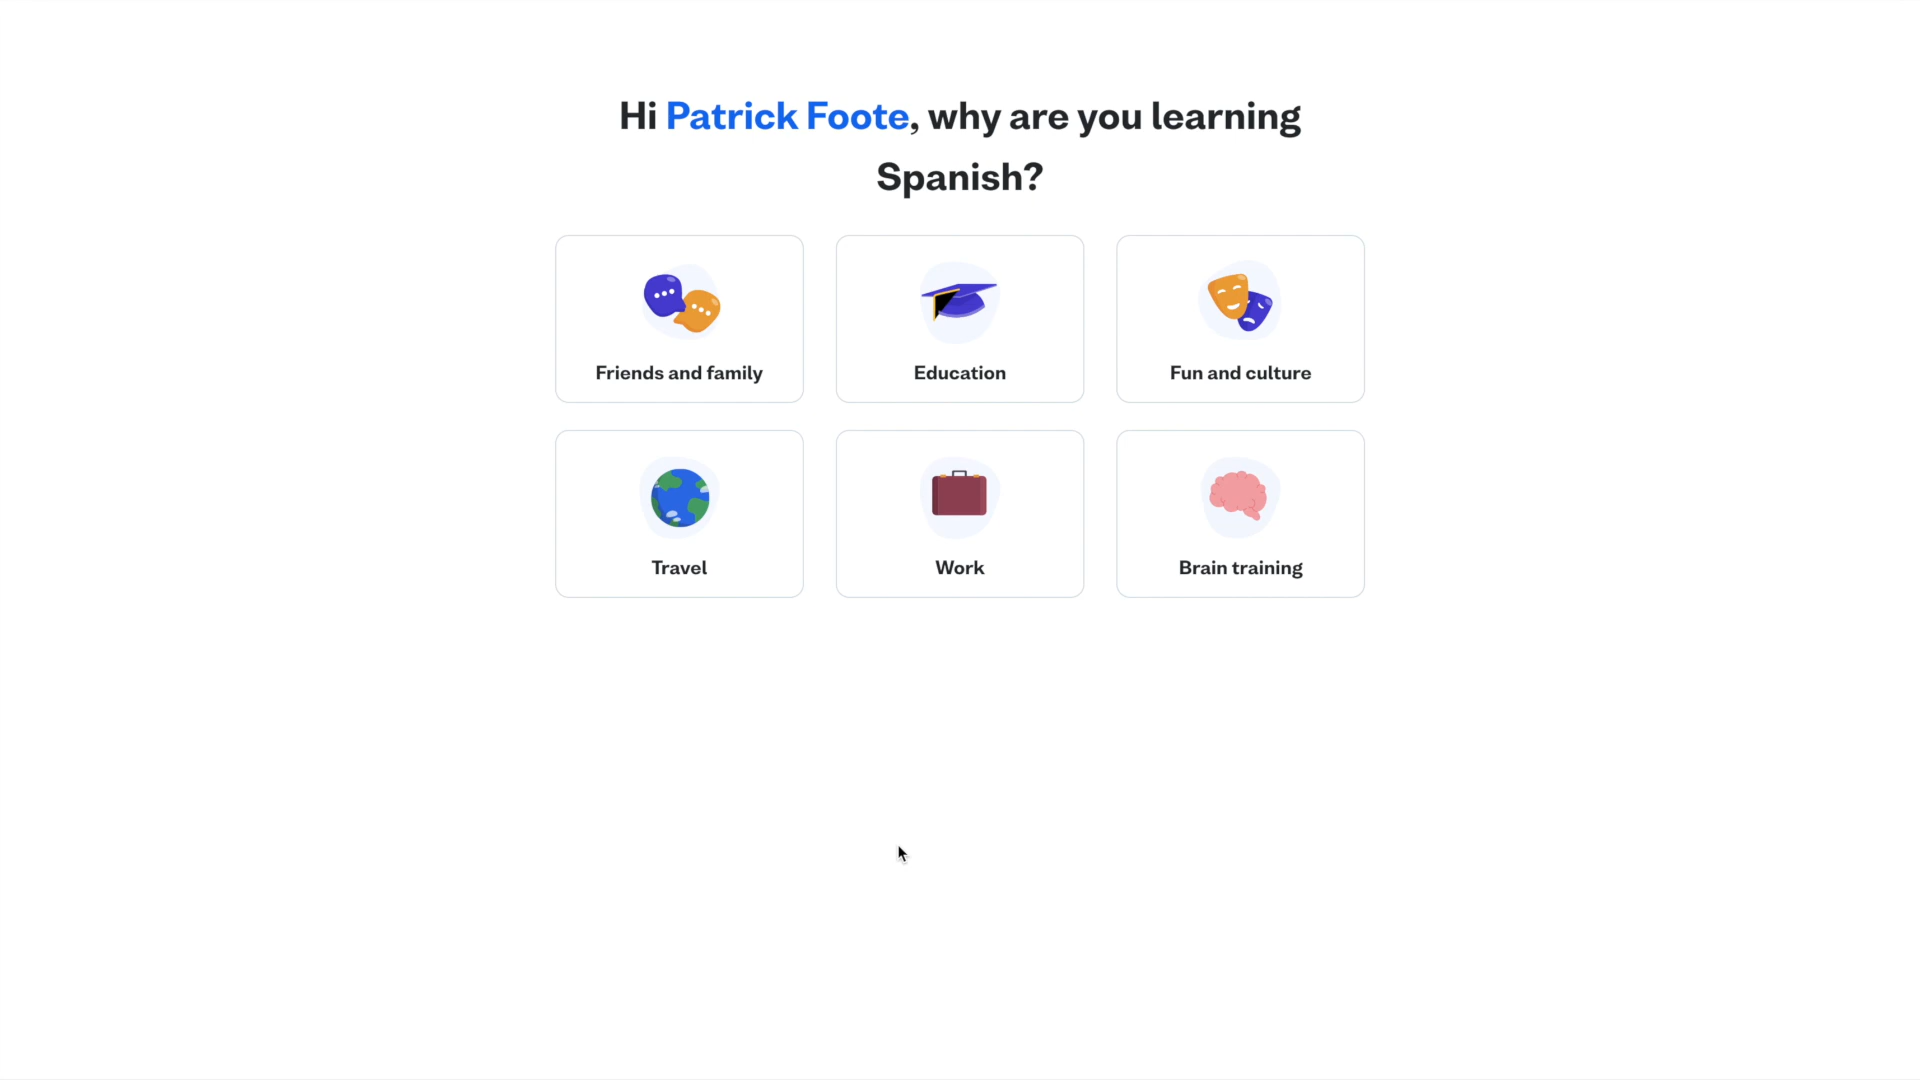 Hi Patrick Foote, why are you learning
Spanish?
Friends and family
Education
Fun and culture
Travel
Work
Brain training